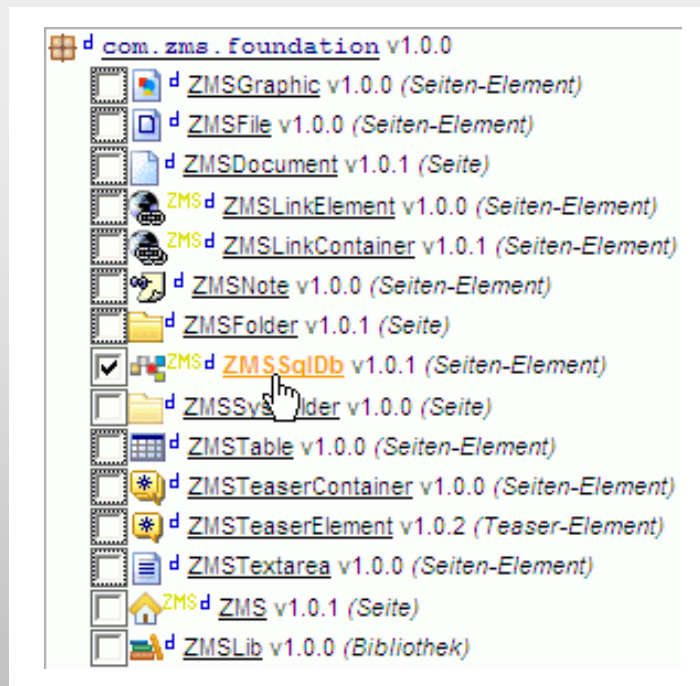 d com.zms.foundation v1.0.0
d ZMSGraphic v1.0.0 (Seiten-Element)
d ZMSFile v1.0.0 (Seiten-Element)
d ZMSDocument v1.0.1 (Seite)
ZMS d ZMSLinkElement v1.0.0 (Seiten-Element)
ZMS d ZMSLinkContainer v1.0.1 (Seiten-Element)
d ZMSNote v1.0.0 (Seiten-Element)
d ZMSFolder v1.0.1 (Seite)
ZMS d ZMSSqlDb v1.0.1 (Seiten-Element)
d v1.0.0 (Seite)
d ZMSTable v1.0.0 (Seiten-Element)
d ZMSTeaserContainer v1.0.0 (Seiten-Element)
d ZMSTeaserElement v1.0.2 (Teaser-Element)
d ZMSTextarea v1.0.0 (Seiten-Element)
ZMS d ZMS v1.0.1 (Seite)
d ZMSLib v1.0.0 (Bibliothek)